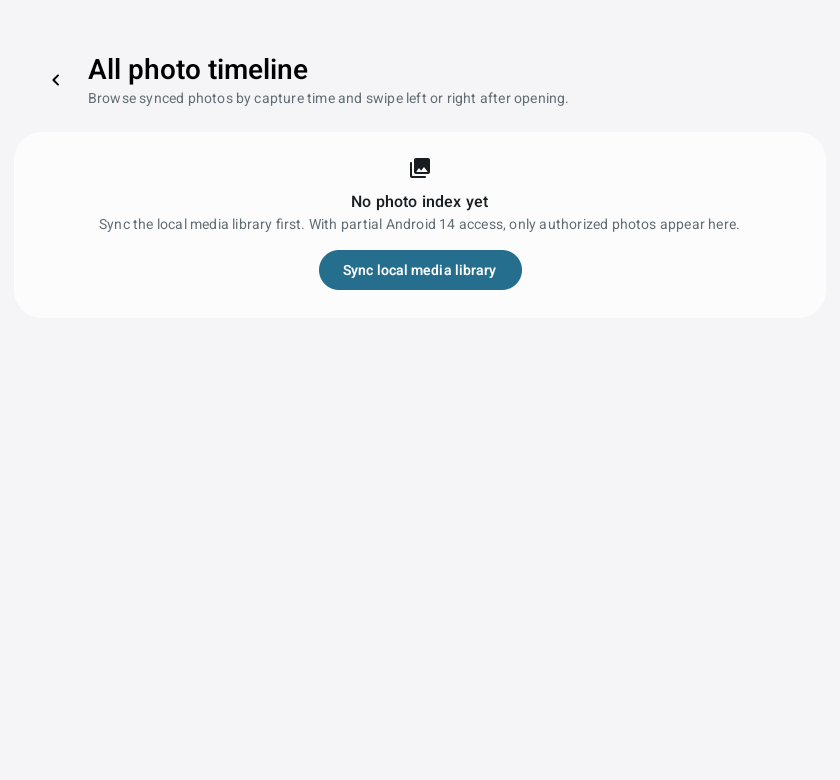 All photo timeline
Browse synced photos by capture time and swipe left or right after opening.
No photo index yet
Sync the local media library first. With partial Android 14 access, only authorized photos appear here.
Sync local media library